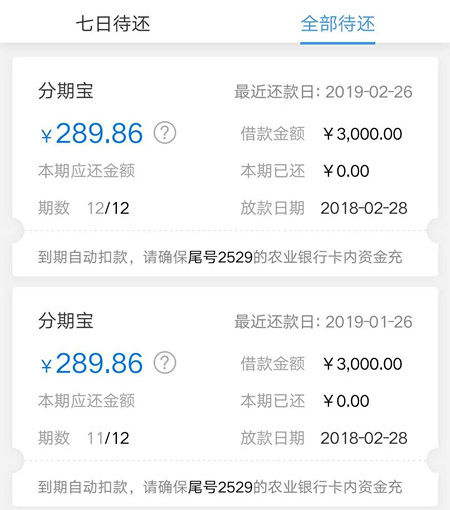 七日待还 全部待还
分期宝 最近还款日: 2019-02-26
￥289.86 ? 借款金额 ￥3,000.00
本期应还金额 本期已还 ￥0.00
期数 12/12 放款日期 2018-02-28
到期自动扣款，请确保尾号2529的农业银行卡内资金充
分期宝 最近还款日: 2019-01-26
￥289.86 ? 借款金额 ￥3,000.00
本期应还金额 本期已还 ￥0.00
期数 11/12 放款日期 2018-02-28
到期自动扣款，请确保尾号2529的农业银行卡内资金充